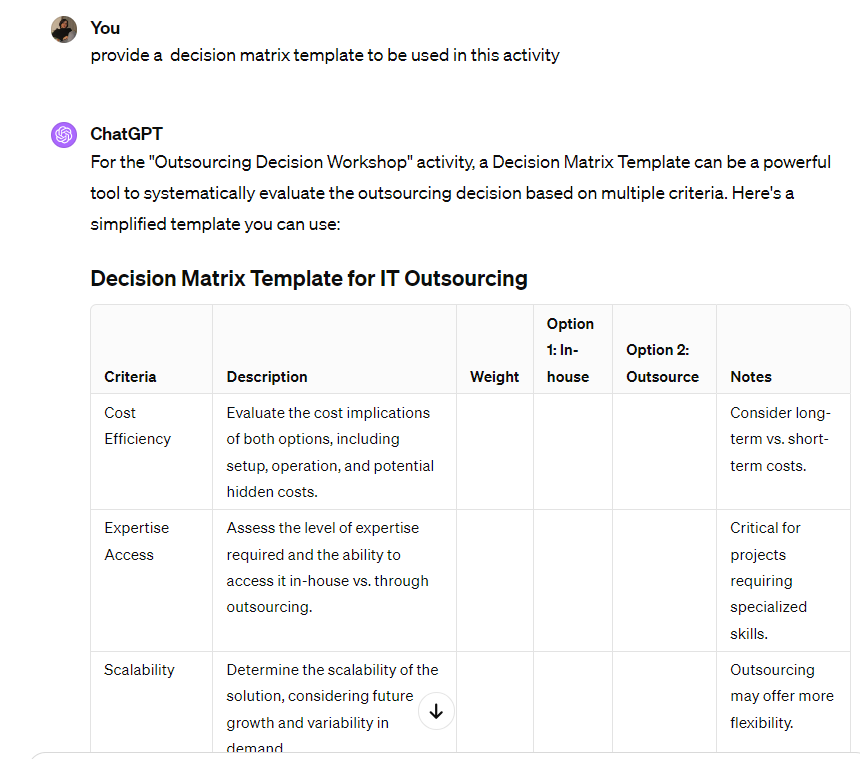 You
provide a  decision matrix template to be used in this activity
ChatGPT
For the "Outsourcing Decision Workshop" activity, a Decision Matrix Template can be a powerful
tool to systematically evaluate the outsourcing decision based on multiple criteria. Here's a
simplified template you can use:
Decision Matrix Template for IT Outsourcing
Criteria
Description
Weight
Option
1: In-
house
Option 2:
Outsource
Notes
Cost
Efficiency
Evaluate the cost implications
of both options, including
setup, operation, and potential
hidden costs.
Consider long-
term vs. short-
term costs.
Expertise
Access
Assess the level of expertise
required and the ability to
access it in-house vs. through
outsourcing.
Critical for
projects
requiring
specialized
skills.
Scalability
Determine the scalability of the
solution, considering future
growth and variability in
demand
Outsourcing
may offer more
flexibility.